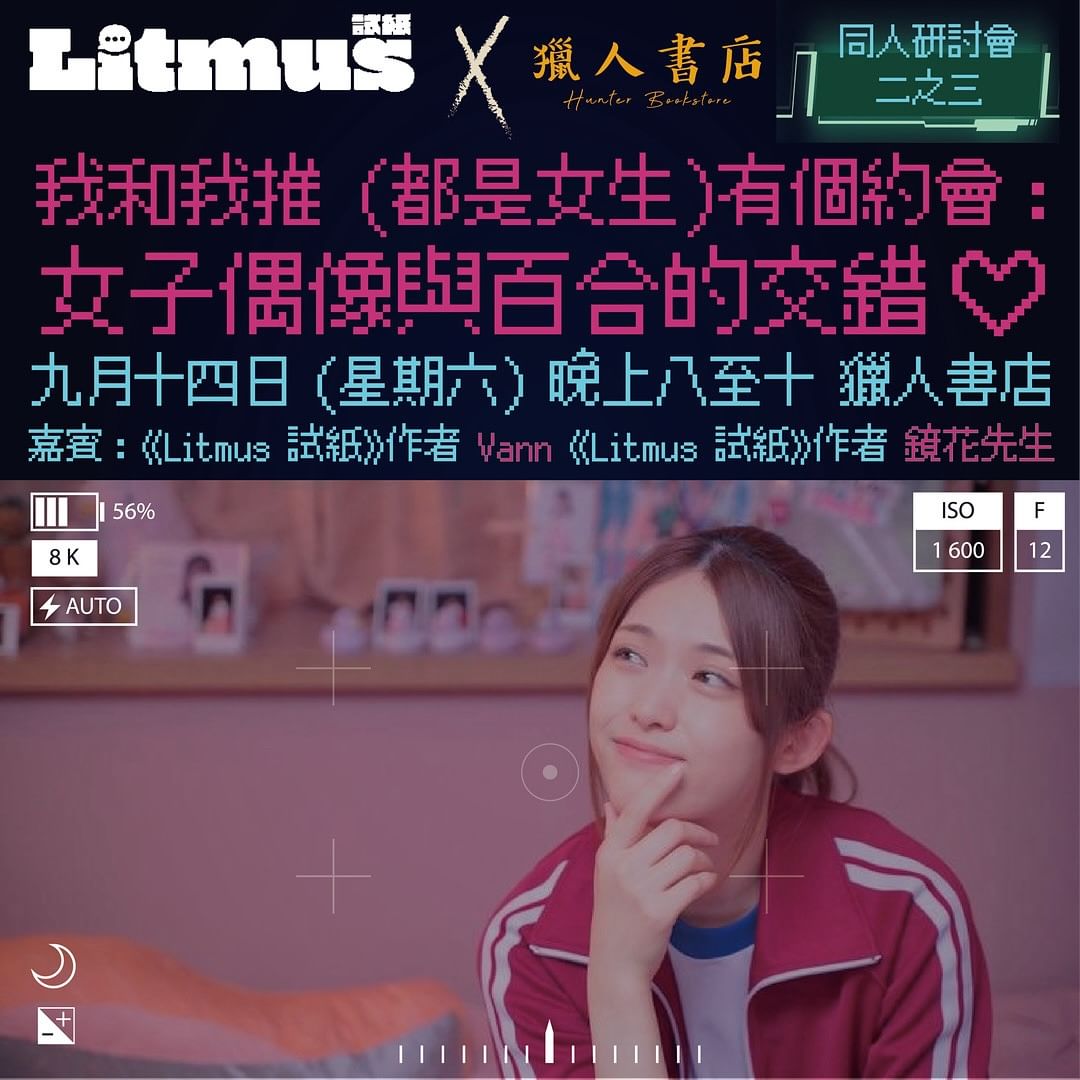 Litmus 試紙 X 獵人書店
Hunter Bookstore
同人研討會
二之三
我和我推 (都是女生)有個約會:
女子偶像與百合的交錯♡
九月十四日 (星期六) 晚上八至十 獵人書店
嘉賓:《Litmus 試紙》作者 Vann 《Litmus 試紙》作者 鏡花先生
56%
8 K
AUTO
ISO
1 600
F
12